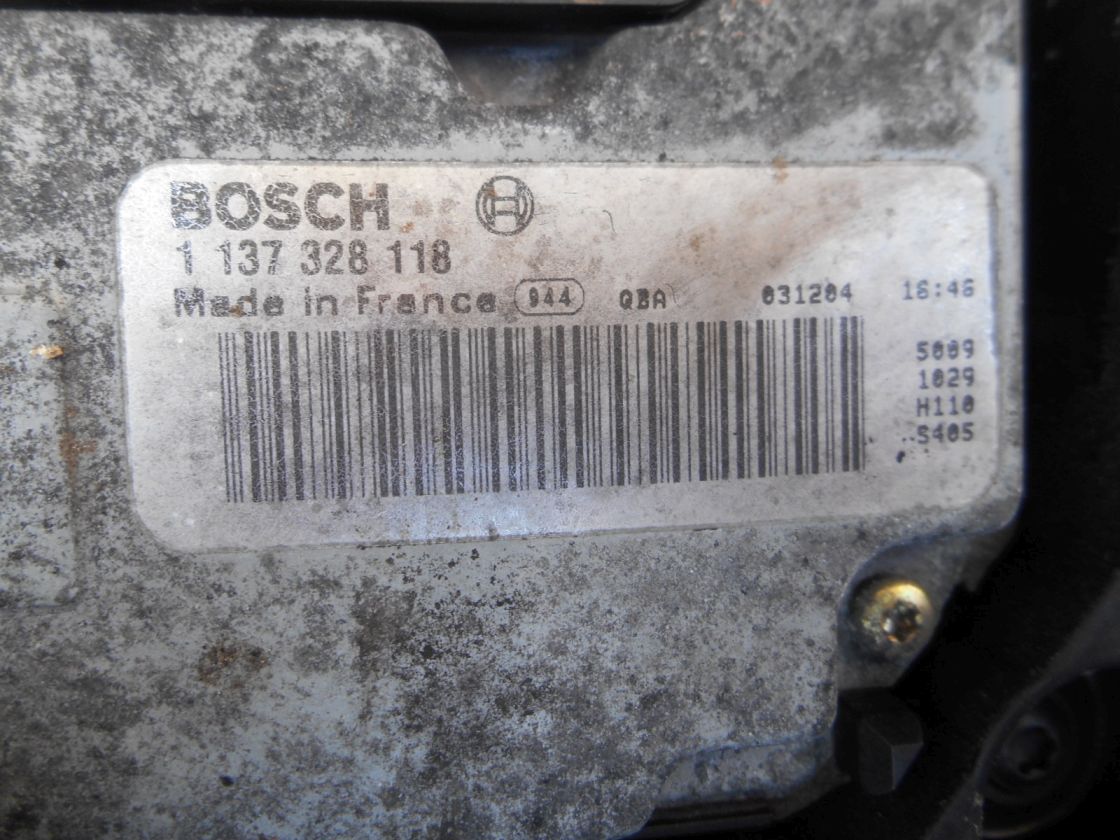 BOSCH
1 137 328 118
Made in France 944 QBA 031204 16:46
5009
1029
H110
S405